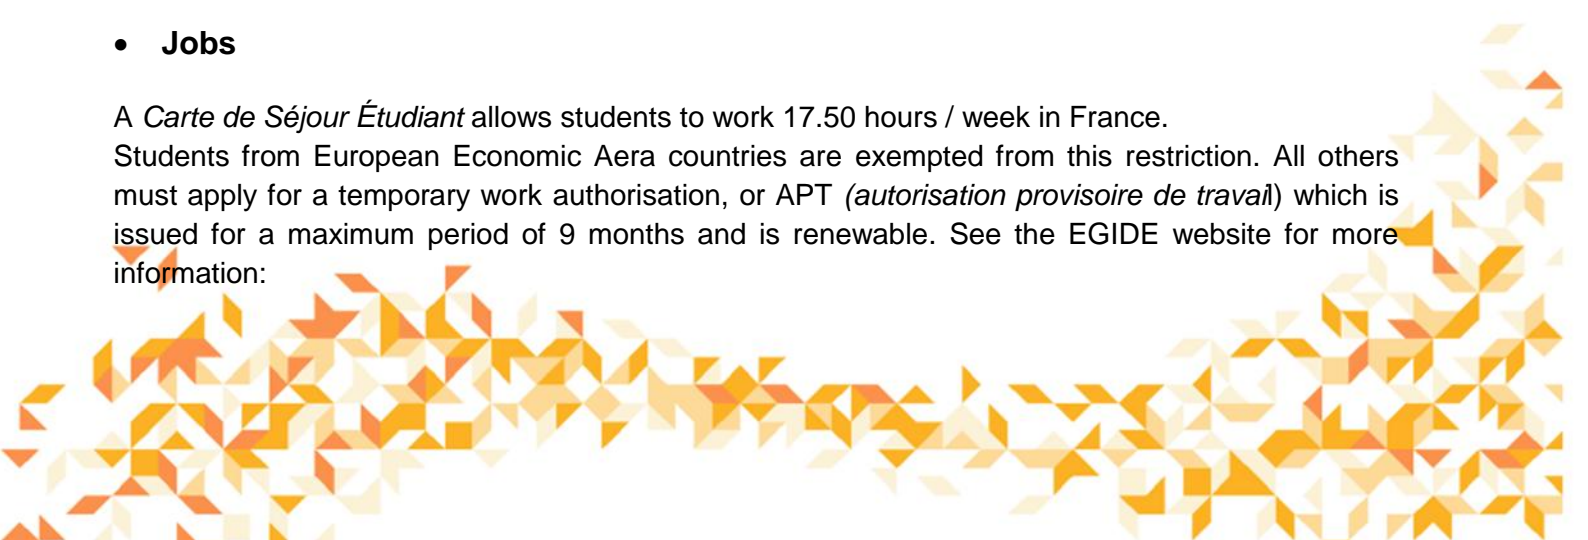 • Jobs
A Carte de Séjour Étudiant allows students to work 17.50 hours / week in France.
Students from European Economic Aera countries are exempted from this restriction. All others
must apply for a temporary work authorisation, or APT (autorisation provisoire de travail) which is
issued for a maximum period of 9 months and is renewable. See the EGIDE website for more
information: